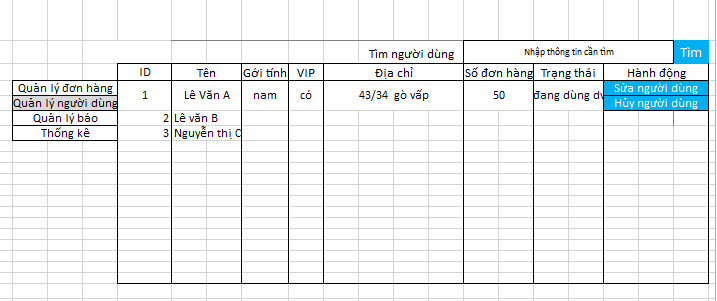 Tìm người dùng Nhập thông tin cần tìm Tìm
ID Tên Gới tính VIP Địa chỉ Số đơn hàng Trạng thái Hành động
Quản lý đơn hàng
Quản lý người dùng
1 Lê Văn A nam có 43/34 gò vấp 50 đang dùng dv
Sửa người dùng
Hủy người dùng
Quản lý báo 2 Lê văn B
Thống kê 3 Nguyễn thị C